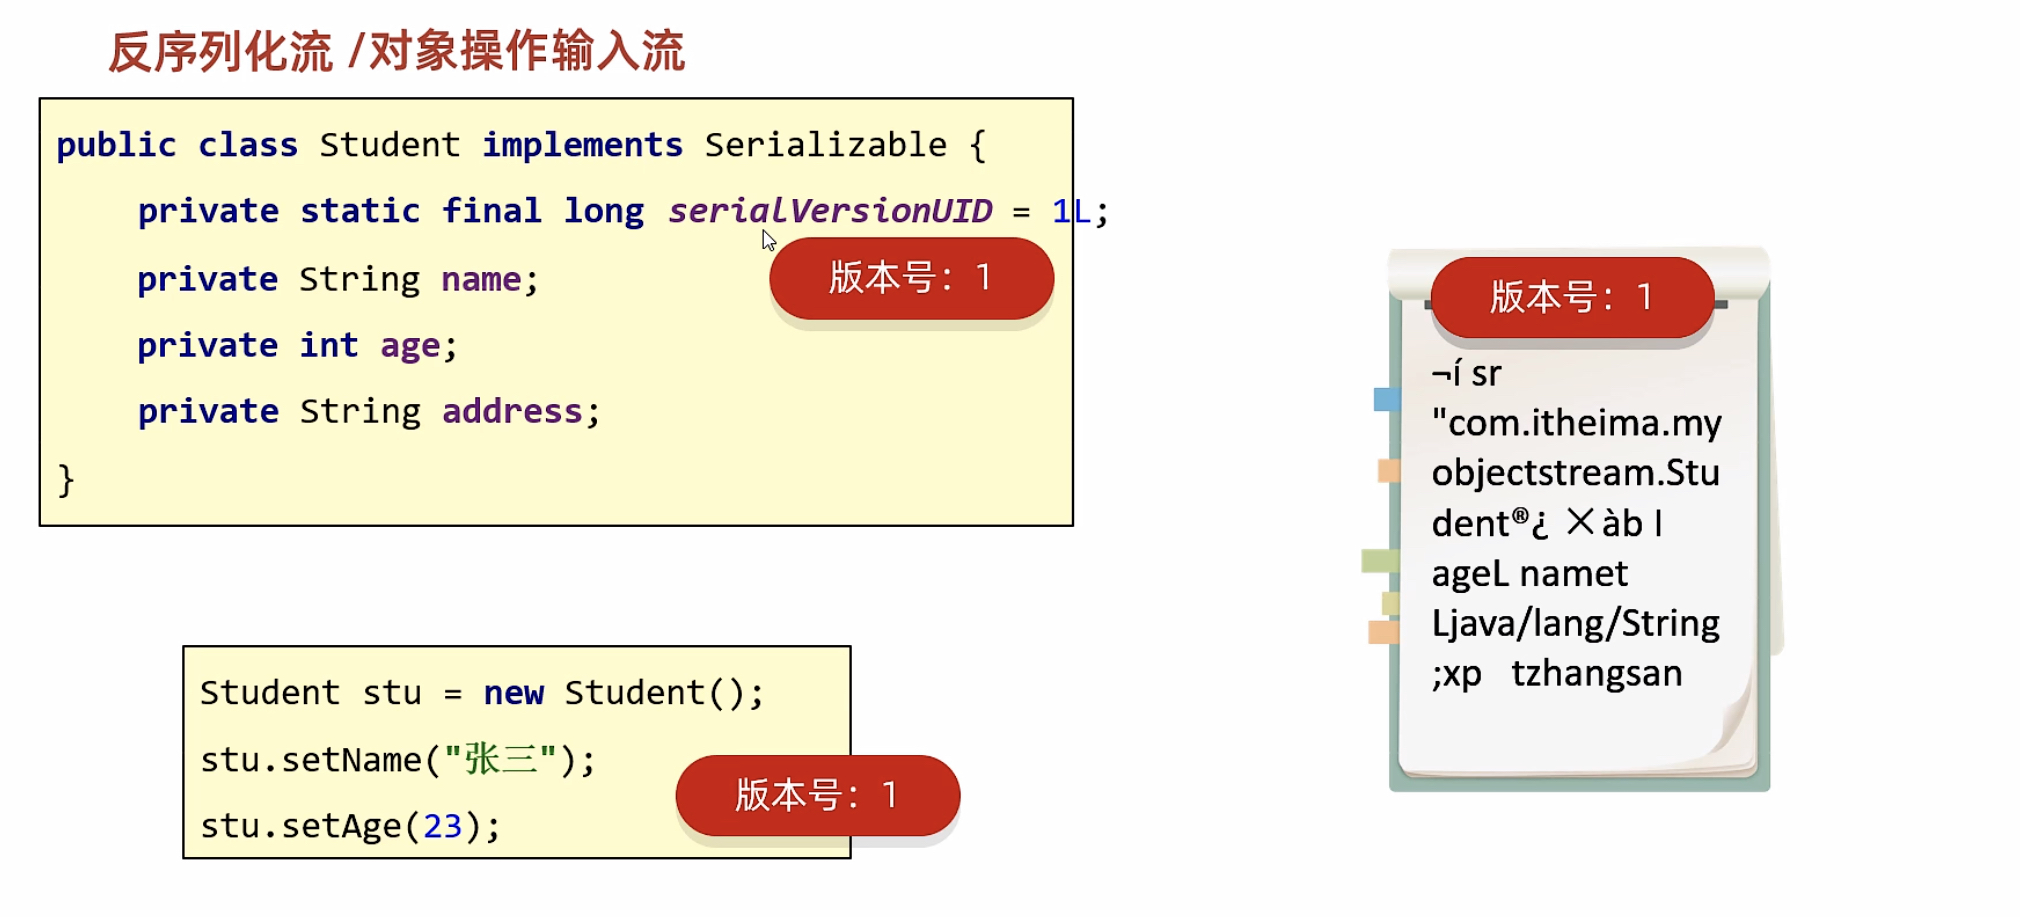 反序列化流 /对象操作输入流
public class Student implements Serializable {
private static final long serialVersionUID = 1L;
private String name;
版本号：1
private int age;
private String address;
}
Student stu = new Student();
stu.setName("张三");
版本号：1
stu.setAge(23);
版本号：1
¬í sr
"com.itheima.my
objectstream.Stu
dent®¿ ×àb I
ageL namet
Ljava/lang/String
;xp tzhangsan